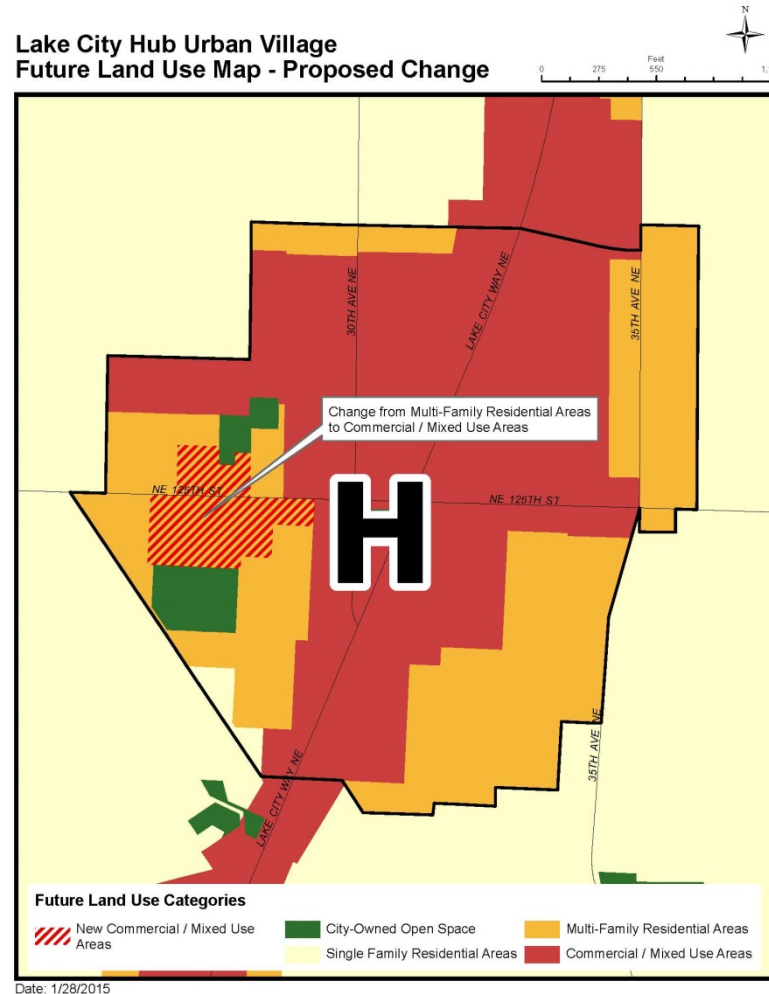 N
Lake City Hub Urban Village
Future Land Use Map - Proposed Change
Feet
0 275 550 1,
30TH AVE NE
LAKE CITY WAY NE
35TH AVE NE
Change from Multi-Family Residential Areas
to Commercial / Mixed Use Areas
NE 125TH ST
NE 125TH ST
H
35TH AVE NE
LAKE CITY WAY NE
Future Land Use Categories
New Commercial / Mixed Use
Areas
City-Owned Open Space
Single Family Residential Areas
Multi-Family Residential Areas
Commercial / Mixed Use Areas
Date: 1/28/2015